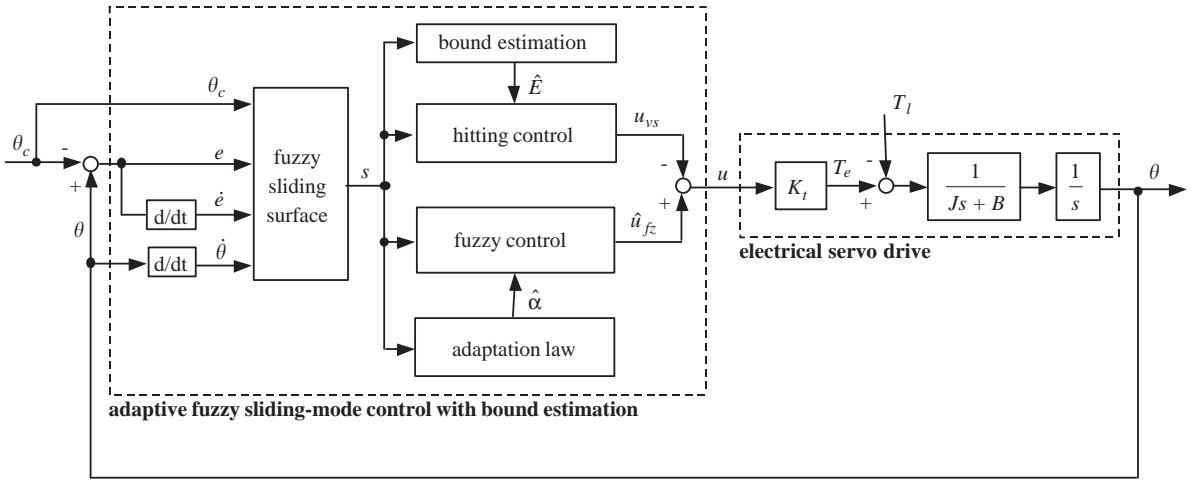 bound estimation
Ê
θc
hitting control
uvs
Tl
θc
-
e
fuzzy
sliding
surface
s
-
u
Kt
Te
-
1
Js + B
1
s
θ
+
d/dt
ė
+
+
ûfz
θ
fuzzy control
d/dt
θ̇
electrical servo drive
α̂
adaptation law
adaptive fuzzy sliding-mode control with bound estimation